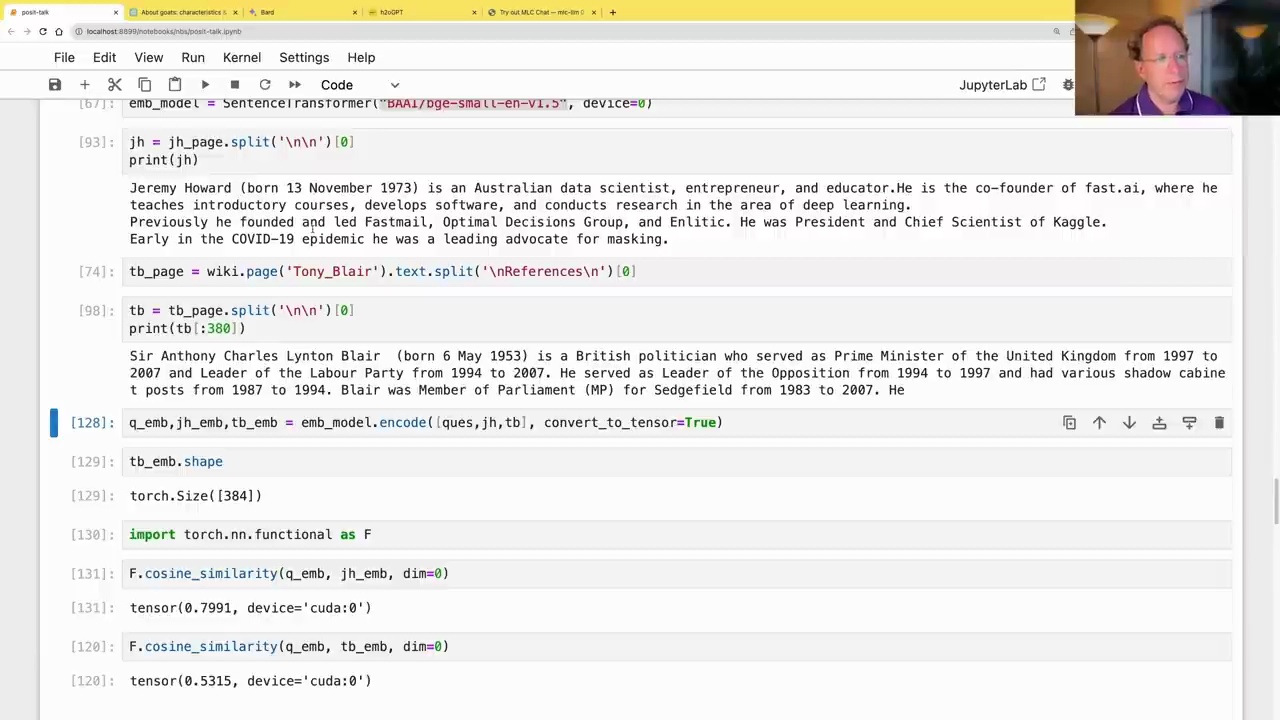 posit-talk
About goats: characteristics &
Bard
h2oGPT
Try out MLC Chat — mlc-llm 0
localhost:8899/notebooks/nbs/posit-talk.ipynb
File Edit View Run Kernel Settings Help
Code
JupyterLab
[67]: emb_model = SentenceTransformer("BAAI/bge-small-en-v1.5", device=0)
[93]: jh = jh_page.split('\n\n')[0]
print(jh)
Jeremy Howard (born 13 November 1973) is an Australian data scientist, entrepreneur, and educator.He is the co-founder of fast.ai, where he
teaches introductory courses, develops software, and conducts research in the area of deep learning.
Previously he founded and led Fastmail, Optimal Decisions Group, and Enlitic. He was President and Chief Scientist of Kaggle.
Early in the COVID-19 epidemic he was a leading advocate for masking.
[74]: tb_page = wiki.page('Tony_Blair').text.split('\nReferences\n')[0]
[98]: tb = tb_page.split('\n\n')[0]
print(tb[:380])
Sir Anthony Charles Lynton Blair  (born 6 May 1953) is a British politician who served as Prime Minister of the United Kingdom from 1997 to
2007 and Leader of the Labour Party from 1994 to 2007. He served as Leader of the Opposition from 1994 to 1997 and had various shadow cabine
t posts from 1987 to 1994. Blair was Member of Parliament (MP) for Sedgefield from 1983 to 2007. He
[128]: q_emb,jh_emb,tb_emb = emb_model.encode([ques,jh,tb], convert_to_tensor=True)
[129]: tb_emb.shape
[129]: torch.Size([384])
[130]: import torch.nn.functional as F
[131]: F.cosine_similarity(q_emb, jh_emb, dim=0)
[131]: tensor(0.7991, device='cuda:0')
[120]: F.cosine_similarity(q_emb, tb_emb, dim=0)
[120]: tensor(0.5315, device='cuda:0')